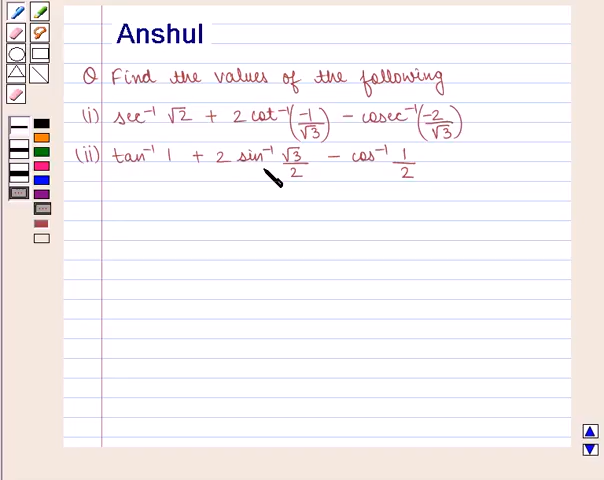 Anshul
Q Find the values of the following
(i) sec⁻¹ √2 + 2 cot⁻¹(-1/√3) - cosec⁻¹(-2/√3)
(ii) tan⁻¹ 1 + 2 sin⁻¹ √3/2 - cos⁻¹ 1/2